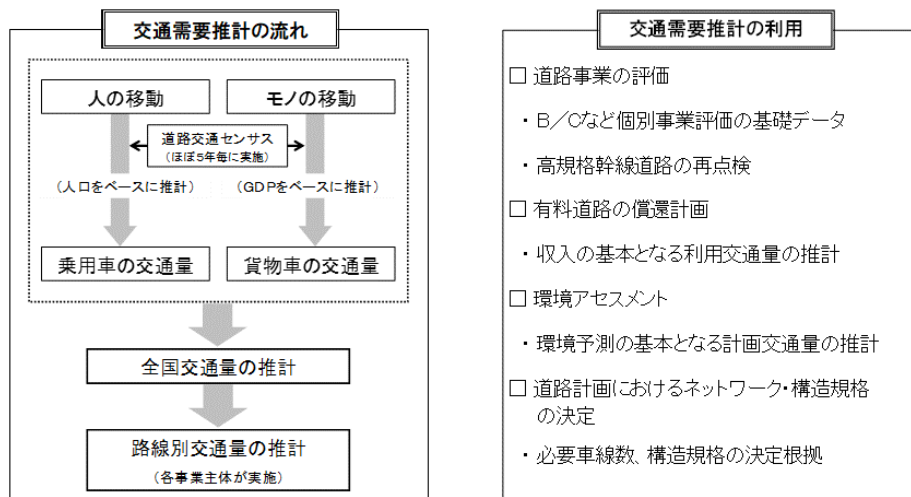 交通需要推計の流れ
人の移動
モノの移動
道路交通センサス
(ほぼ5年毎に実施)
(人口をベースに推計)
(GDPをベースに推計)
乗用車の交通量
貨物車の交通量
全国交通量の推計
路線別交通量の推計
(各事業主体が実施)
交通需要推計の利用
□ 道路事業の評価
・B/Cなど個別事業評価の基礎データ
・高規格幹線道路の再点検
□ 有料道路の償還計画
・収入の基本となる利用交通量の推計
□ 環境アセスメント
・環境予測の基本となる計画交通量の推計
□ 道路計画におけるネットワーク・構造規格
の決定
・必要車線数、構造規格の決定根拠